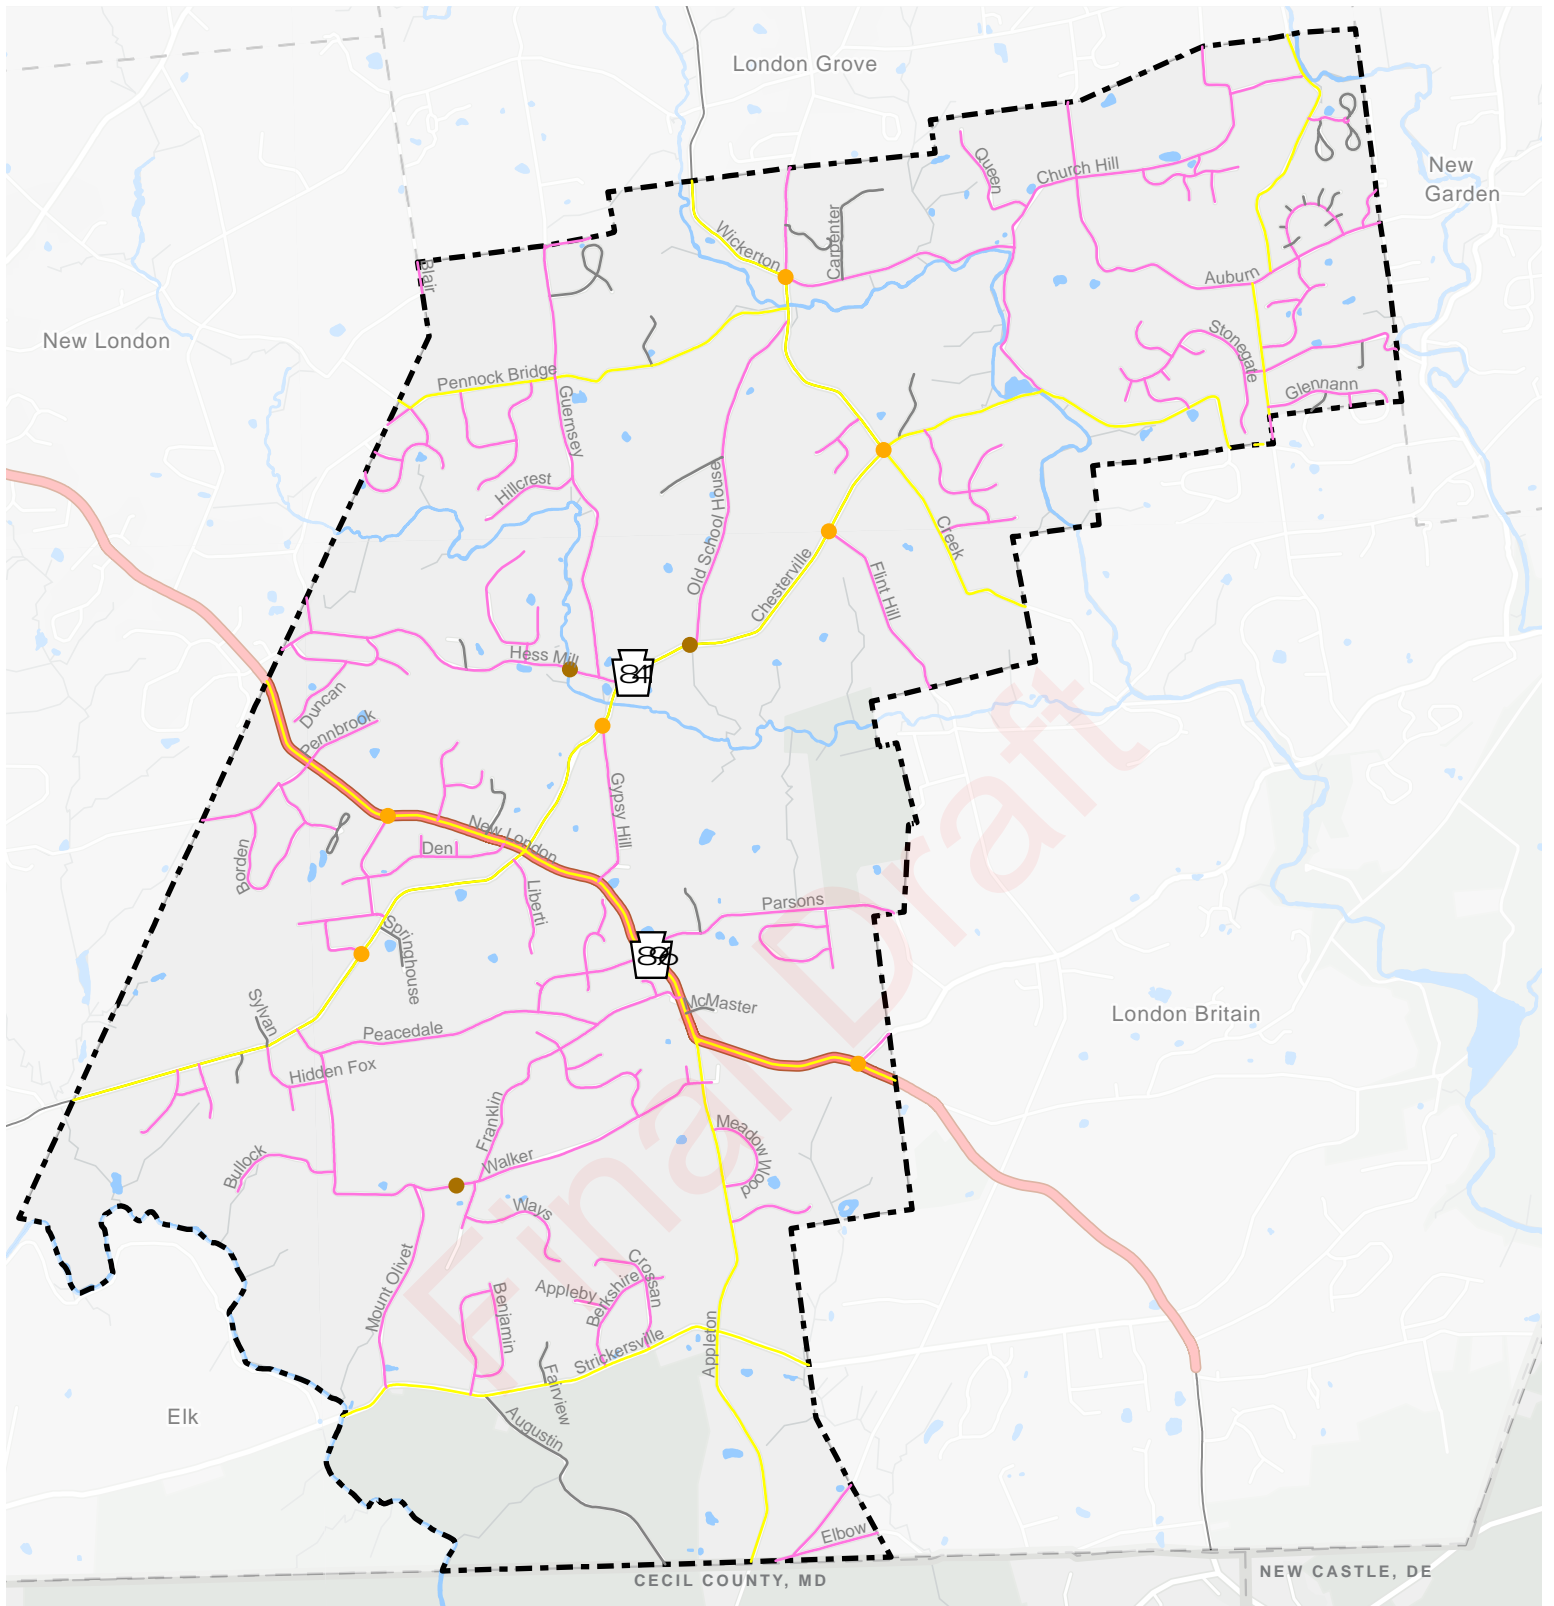 London Grove
New
Garden
Queen
Church Hill
Wickerton
Carpenter
Blair
Auburn
New London
Stonegate
Pennock Bridge
Glennann
Guernsey
Hillcrest
Old School House
Creek
Chesterville
Flint Hill
Hess Mill
84
Duncan
Pennbrook
Gypsy Hill
New London
Den
Borden
Liberti
Parsons
Springhouse
896
Sylvan
McMaster
London Britain
Peacedale
Hidden Fox
Franklin
Meadow Wood
Bullock
Walker
Ways
Mount Olivet
Crossan
Appleby
Berkshire
Benjamin
Strickersville
Appleton
Fairview
Elk
Augustin
Elbow
Final Draft
CECIL COUNTY, MD
NEW CASTLE, DE